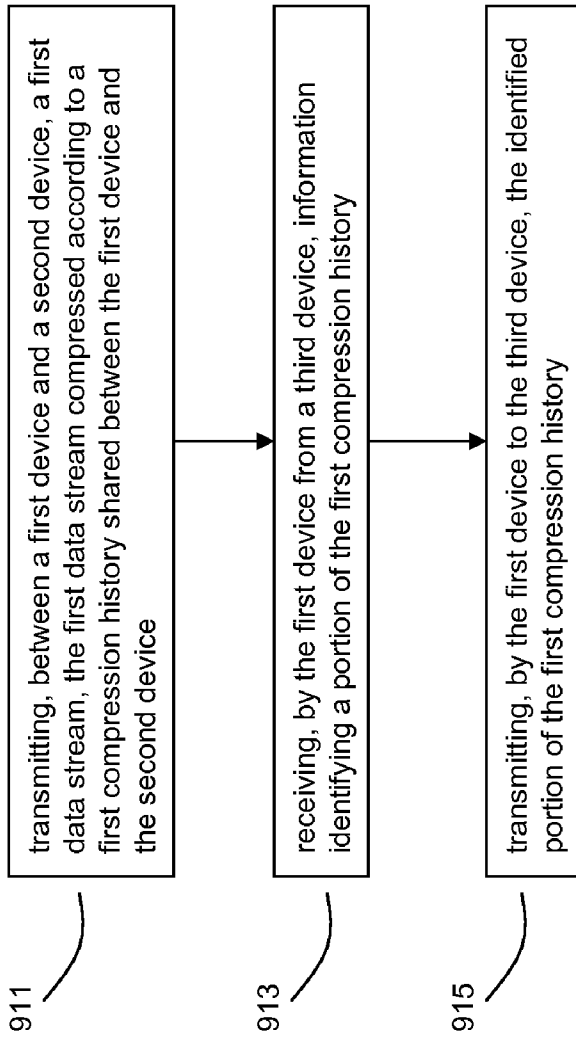 911
transmitting, between a first device and a second device, a first
data stream, the first data stream compressed according to a
first compression history shared between the first device and
the second device
913
receiving, by the first device from a third device, information
identifying a portion of the first compression history
915
transmitting, by the first device to the third device, the identified
portion of the first compression history